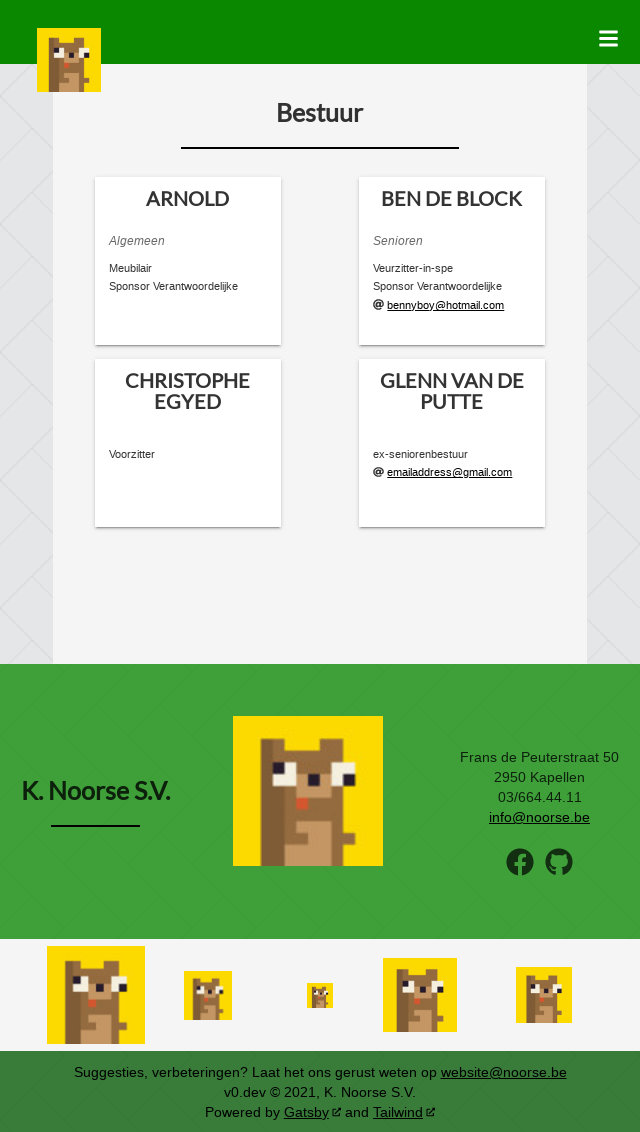 Bestuur
ARNOLD
Algemeen
Meubilair
Sponsor Verantwoordelijke
BEN DE BLOCK
Senioren
Veurzitter-in-spe
Sponsor Verantwoordelijke
@ bennyboy@hotmail.com
CHRISTOPHE
EGYED
Voorzitter
GLENN VAN DE
PUTTE
ex-seniorenbestuur
@ emailaddress@gmail.com
K. Noorse S.V.
Frans de Peuterstraat 50
2950 Kapellen
03/664.44.11
info@noorse.be
Suggesties, verbeteringen? Laat het ons gerust weten op website@noorse.be
v0.dev © 2021, K. Noorse S.V.
Powered by Gatsby and Tailwind